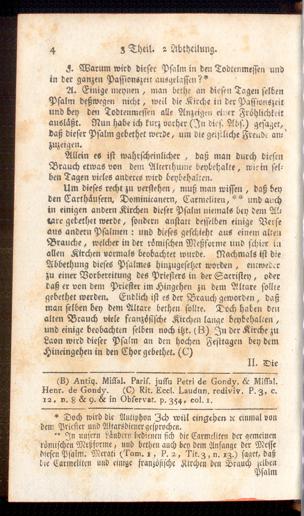 4 3 Theil. 2 Abtheilung.
F. Warum wird dieser Psalm in den Todtenmessen und
in der ganzen Passionszeit ausgelassen?*
A. Einige meynen, man bethe an diesen Tagen selben
Psalm deßwegen nicht, weil die Kirche in der Passionszeit
und bey den Todtenmessen alle Anzeigen einer Fröhlichkeit
ausläßt. Nun habe ich kurz vorher (In dies. Abs.) gesagt,
daß dieser Psalm gebethet werde, um die geistliche Freude an-
zuzeigen.
Allein es ist wahrscheinlicher, daß man durch diesen
Brauch etwas von dem Alterthume beybehalte, wie in sel-
ben Tagen vieles anderes wird beybehalten.
Um dieses recht zu verstehen, muß man wissen, daß bey
den Carthäusern, Dominicanern, Carmeliten, ** und auch
in einigen andern Kirchen dieser Psalm niemals bey dem Al-
tare gebethet werde, sondern anstatt desselben einige Verse
aus andern Psalmen: und dieses geschieht aus einem alten
Brauche, welcher in der römischen Meßforme und schier in
allen Kirchen vormals beobachtet wurde. Nachmals ist die
Abbethung dieses Psalmes hinzugesetzet worden, entweder
zu einer Vorbereitung des Priesters in der Sacristey, oder
daß er von dem Priester im Hingehen zu dem Altare sollte
gebethet werden. Endlich ist es der Brauch geworden, daß
man selben bey dem Altare bethen sollte. Doch haben den
alten Brauch viele französische Kirchen lange beybehalten,
und einige beobachten selben noch itzt. (B) In der Kirche zu
Laon wird dieser Psalm an den hochen Festtagen bey dem
Hineingehen in den Chor gebethet. (C)
II. Die
(B) Antiq. Missal. Paris. jussu Petri de Gondy. & Missal.
Henr. de Gondy. (C) Rit. Eccl. Laudun. rediviv. P. 3, c.
12, n. 8 & 9. & in Observat. p. 354, col. 1.
* Doch wird die Antiphon Ich will eingehen ꝛc einmal von
dem Priester und Altarsdiener gesprochen.
** In unsern Ländern bedienen sich die Carmeliten der gemeinen
römischen Meßforme, und bethen auch bey dem Anfange der Messe
diesen Psalm. Merati (Tom. 1, P. 2, Tit. 3, n. 13.) saget, daß
die Carmeliten und einige französische Kirchen den Brauch selben
Psalm